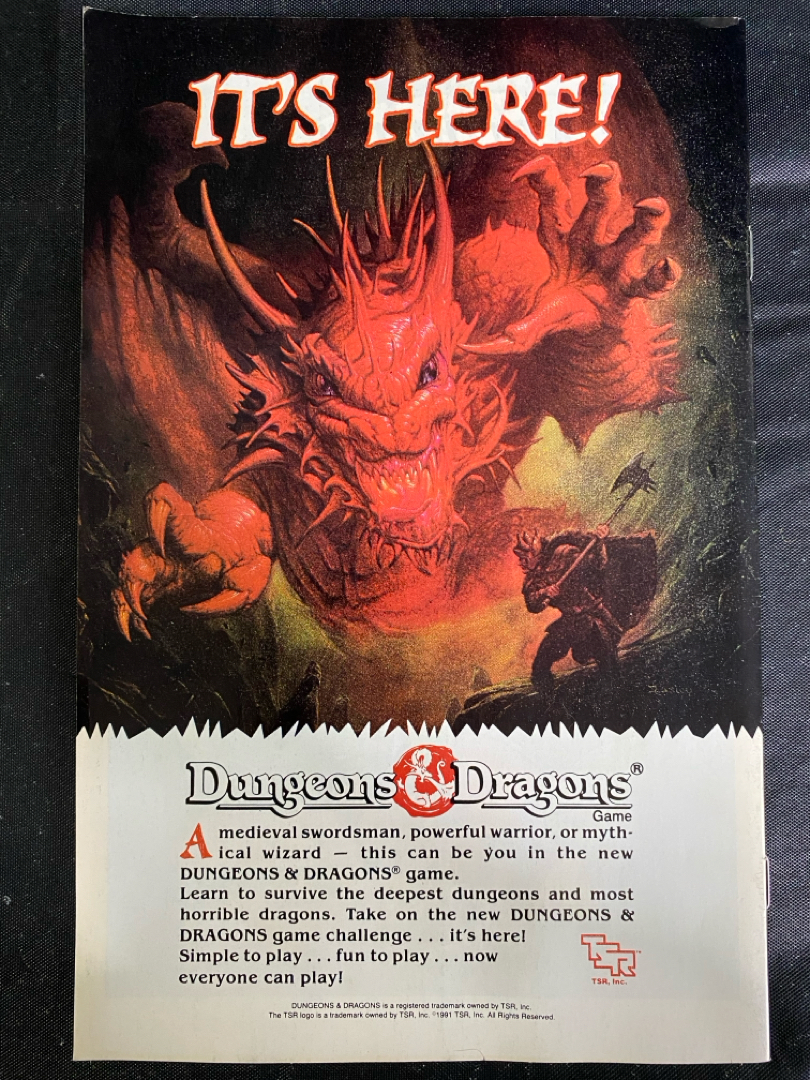 IT'S HERE!
Dungeons & Dragons®
Game
A medieval swordsman, powerful warrior, or myth-
ical wizard — this can be you in the new
DUNGEONS & DRAGONS® game.
Learn to survive the deepest dungeons and most
horrible dragons. Take on the new DUNGEONS &
DRAGONS game challenge . . . it's here!
Simple to play . . . fun to play . . . now
everyone can play!
TSR™
TSR, Inc.
DUNGEONS & DRAGONS is a registered trademark owned by TSR, Inc.
The TSR logo is a trademark owned by TSR, Inc. ©1991 TSR, Inc. All Rights Reserved.